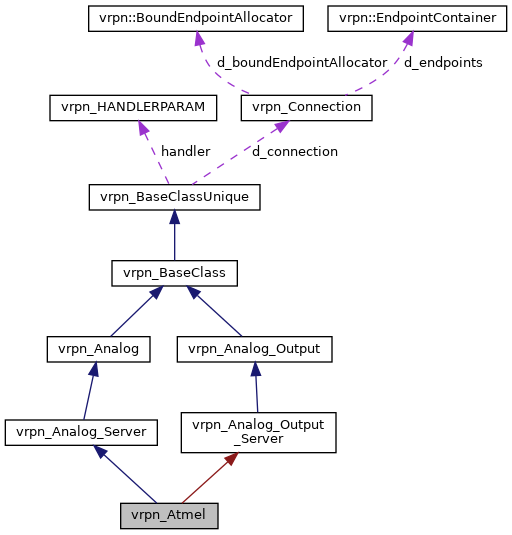 vrpn::BoundEndpointAllocator
vrpn::EndpointContainer
d_boundEndpointAllocator
d_endpoints
vrpn_HANDLERPARAM
vrpn_Connection
handler
d_connection
vrpn_BaseClassUnique
vrpn_BaseClass
vrpn_Analog
vrpn_Analog_Output
vrpn_Analog_Server
vrpn_Analog_Output
_Server
vrpn_Atmel